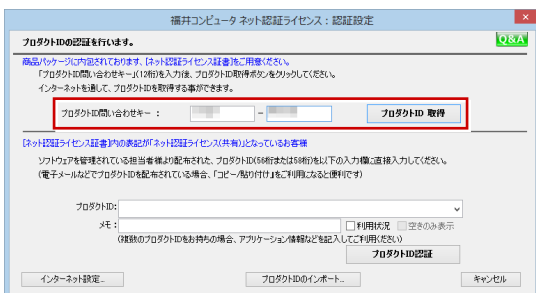 福井コンピュータ ネット認証ライセンス：認証設定
プロダクトIDの認証を行います。
Q&A
商品パッケージに内包されております、[ネット認証ライセンス証書]をご用意ください。
「プロダクトID問い合わせキー」(12桁)を入力後、プロダクトID取得ボタンをクリックしてください。
インターネットを通して、プロダクトIDを取得する事ができます。
プロダクトID問い合わせキー ： － プロダクトID 取得
[ネット認証ライセンス証書]内の表記が「ネット認証ライセンス(共有)」となっているお客様
ソフトウェアを管理されている担当者様より配布された、プロダクトID(56桁または58桁)を以下の入力欄に直接入力してください。
(電子メールなどでプロダクトIDを配布されている場合、「コピー/貼り付け」をご利用になると便利です)
プロダクトID:
メモ： 利用状況 空きのみ表示
(複数のプロダクトIDをお持ちの場合、アプリケーション情報などを記入してご利用ください)
プロダクトID認証
インターネット設定... プロダクトIDのインポート... キャンセル